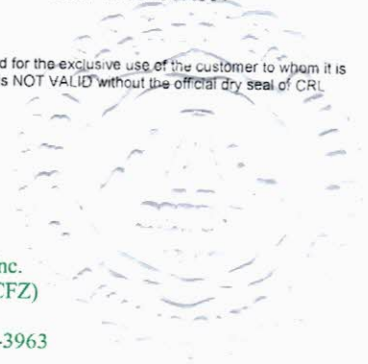 d for the exclusive use of the customer to whom it is
s NOT VALID without the official dry seal of CRL
nc.
CFZ)
-3963